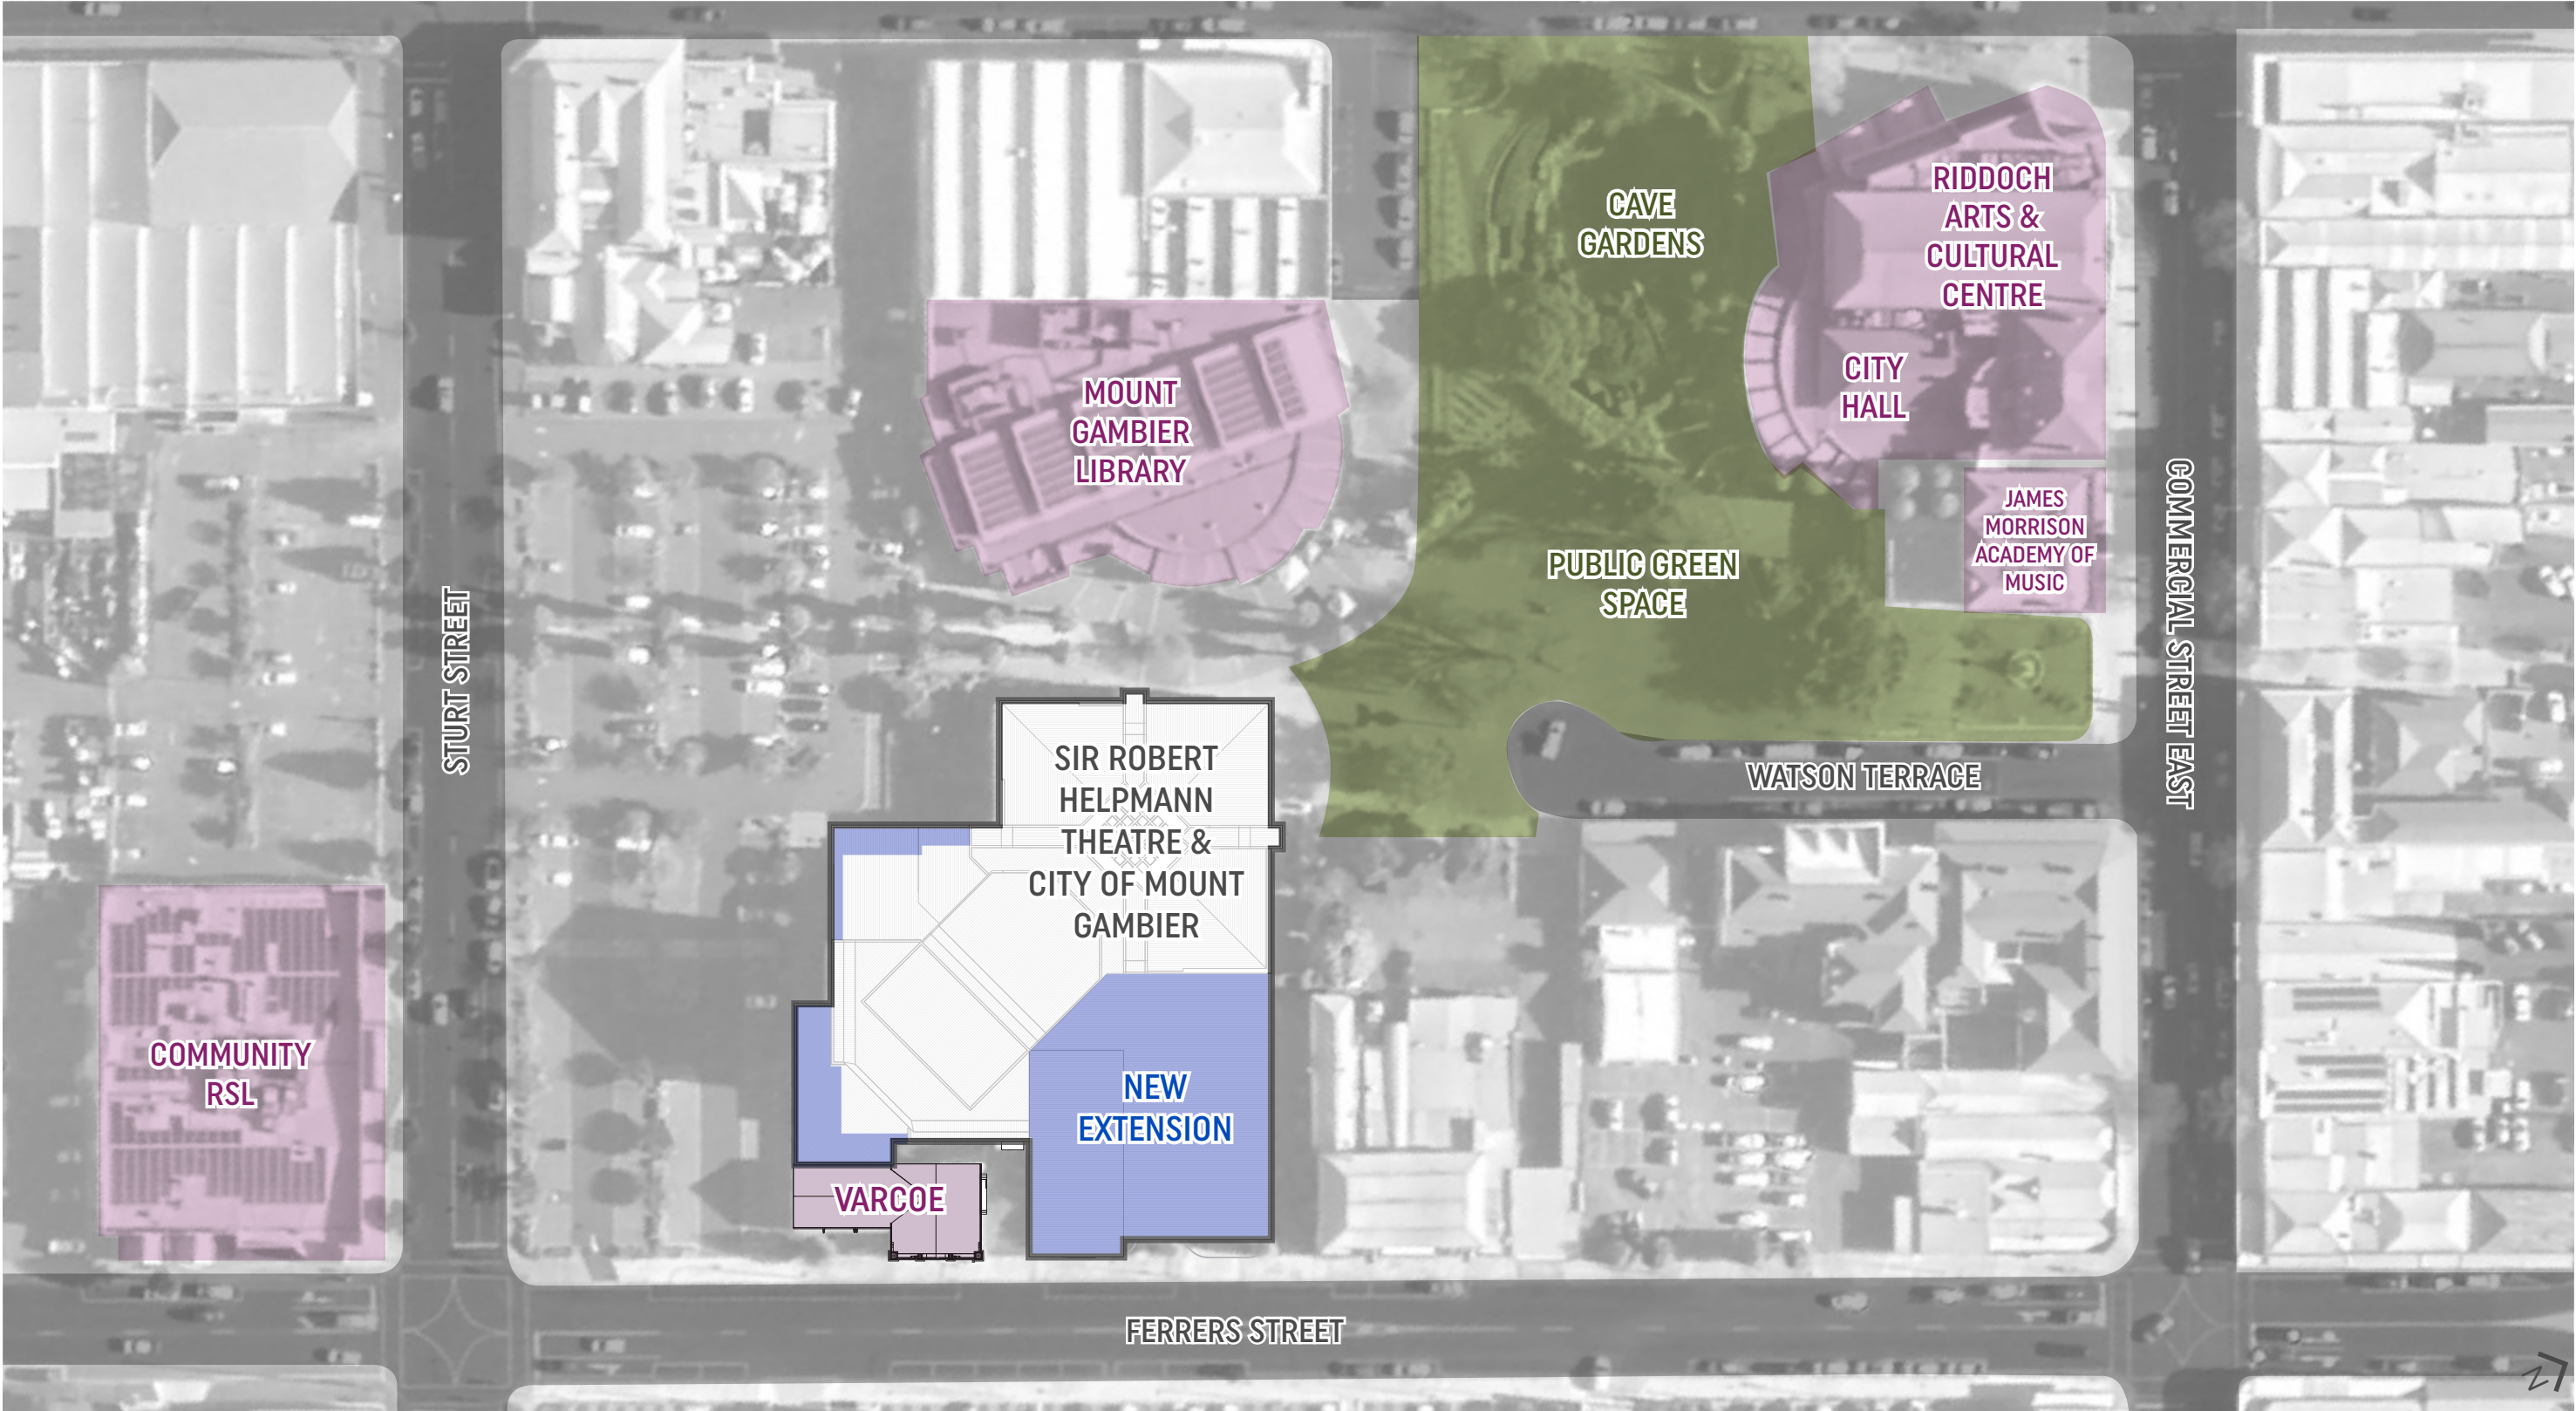 CAVE
GARDENS
RIDDOCH
ARTS &
CULTURAL
CENTRE
CITY
HALL
MOUNT
GAMBIER
LIBRARY
JAMES
MORRISON
ACADEMY OF
MUSIC
PUBLIC GREEN
SPACE
STURT STREET
COMMERCIAL STREET EAST
WATSON TERRACE
SIR ROBERT
HELPMANN
THEATRE &
CITY OF MOUNT
GAMBIER
COMMUNITY
RSL
NEW
EXTENSION
VARCOE
FERRERS STREET
N